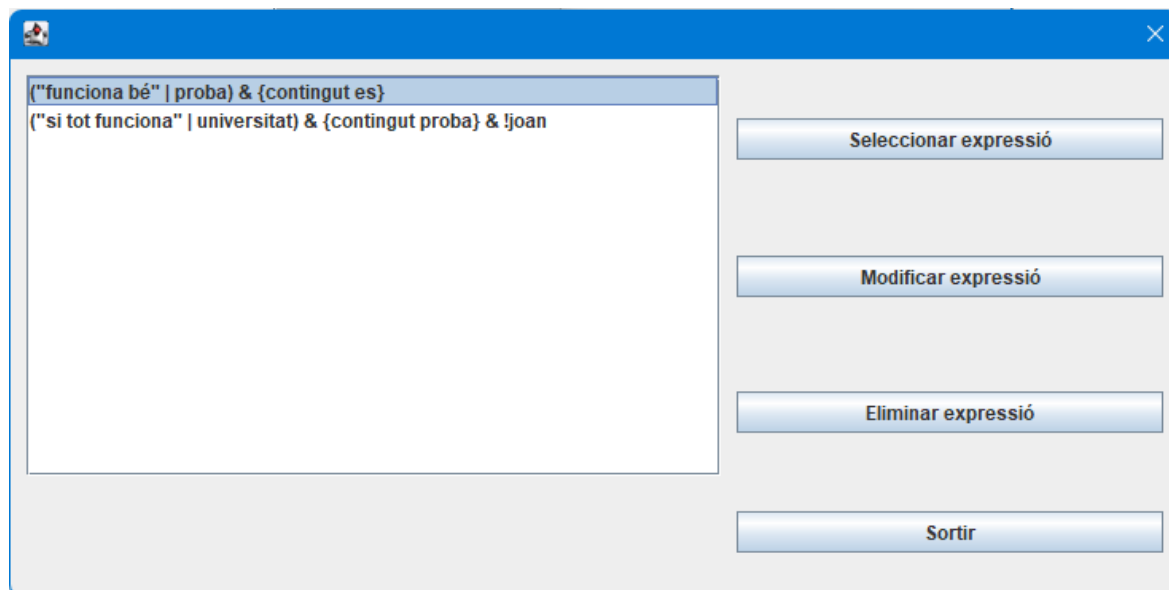 ("funciona bé" | proba) & {contingut es}
("si tot funciona" | universitat) & {contingut proba} & !joan
Seleccionar expressió
Modificar expressió
Eliminar expressió
Sortir